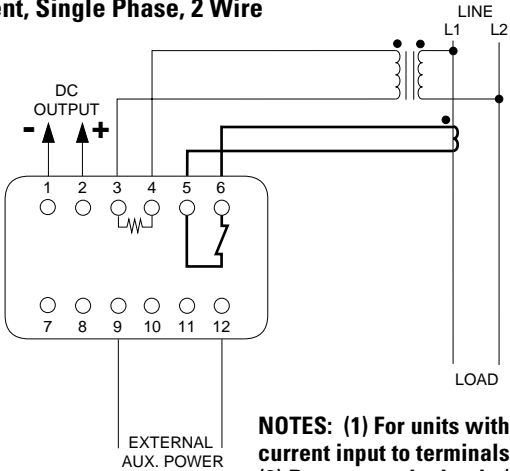 Single Phase, 2 Wire
LINE
L1 L2
DC
OUTPUT
- +
1 2 3 4 5 6
7 8 9 10 11 12
LOAD
EXTERNAL
AUX. POWER
NOTES: (1) For units with
current input to terminals